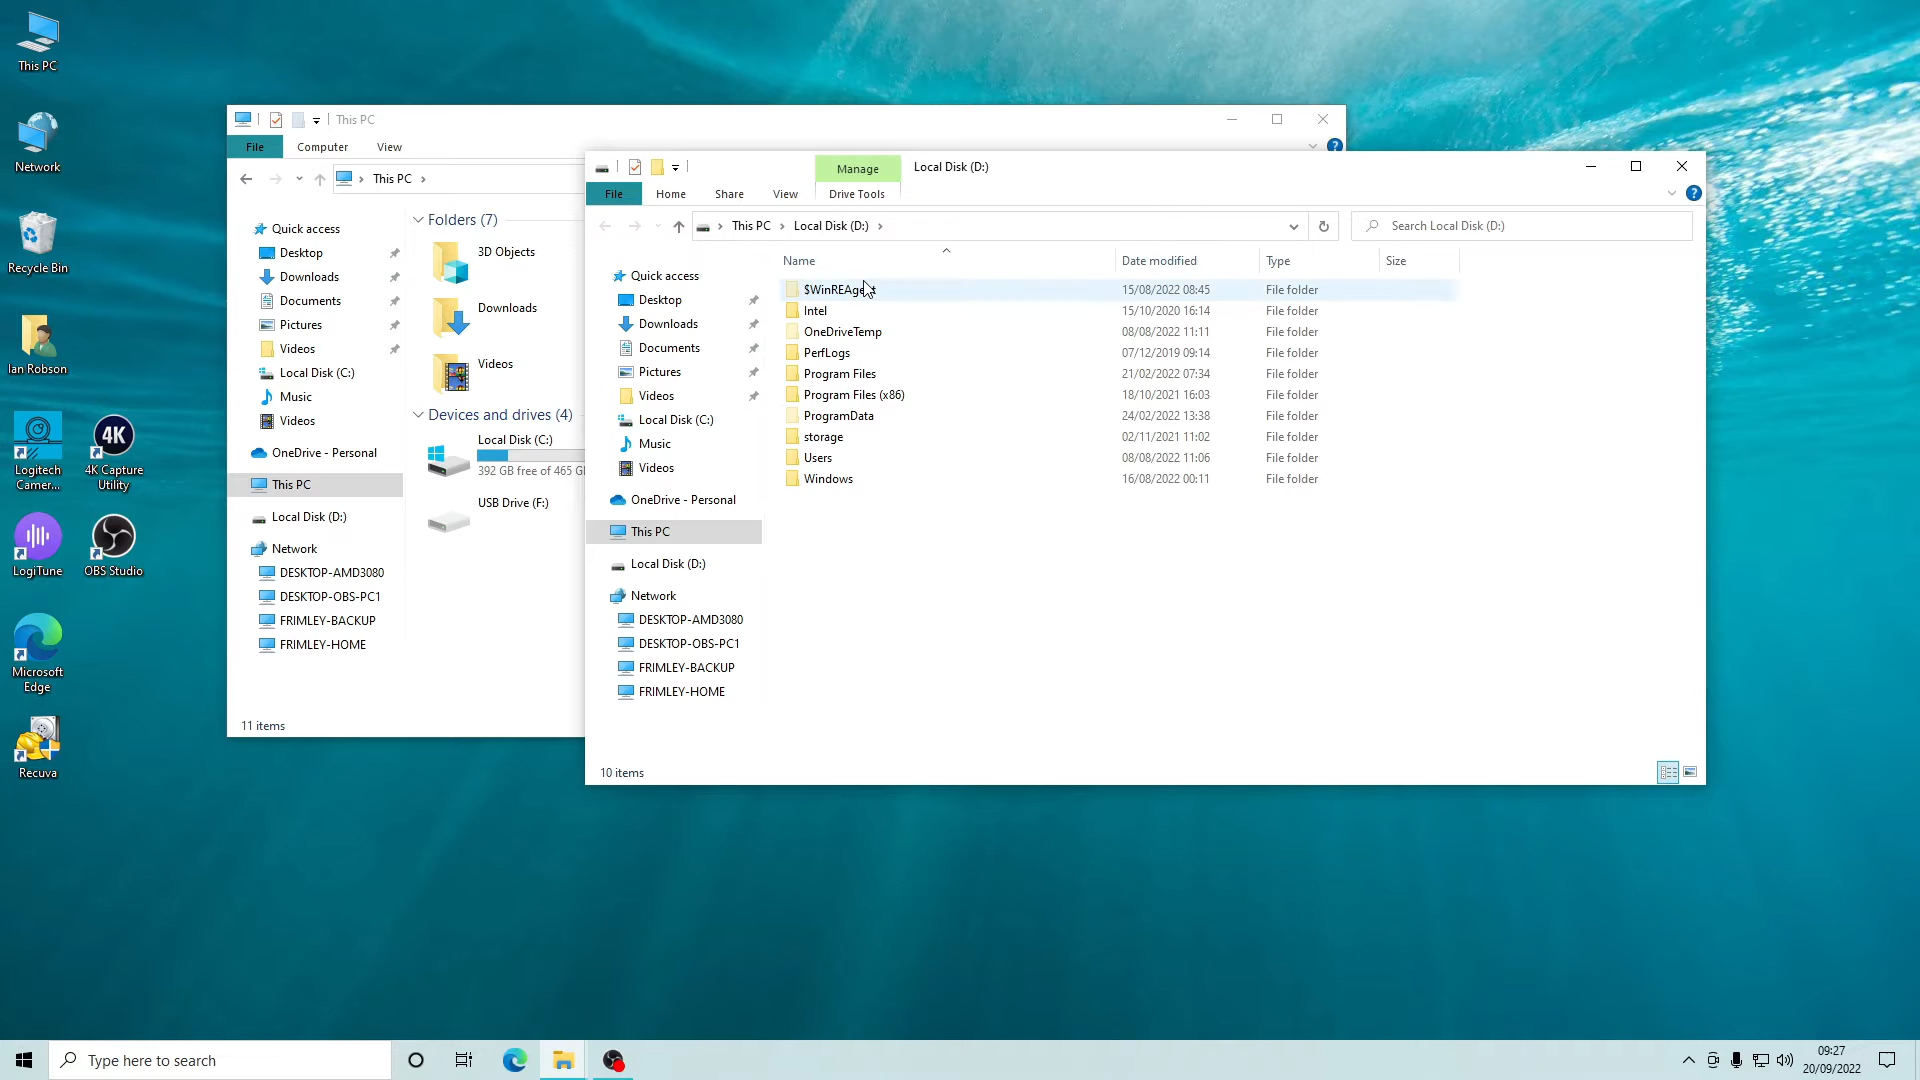 This PC
Network
Recycle Bin
Ian Robson
Logitech
Camer...
4K
4K Capture
Utility
LogiTune
OBS Studio
Microsoft
Edge
Recuva
This PC
File
Computer
View
This PC
Quick access
Desktop
Downloads
Documents
Pictures
Videos
Local Disk (C:)
Music
Videos
OneDrive - Personal
This PC
Local Disk (D:)
Network
DESKTOP-AMD3080
DESKTOP-OBS-PC1
FRIMLEY-BACKUP
FRIMLEY-HOME
11 items
Folders (7)
3D Objects
Downloads
Videos
Devices and drives (4)
Local Disk (C:)
392 GB free of 465 G
USB Drive (F:)
Manage
Local Disk (D:)
File
Home
Share
View
Drive Tools
This PC
Local Disk (D:)
Search Local Disk (D:)
Quick access
Desktop
Downloads
Documents
Pictures
Videos
Local Disk (C:)
Music
Videos
OneDrive - Personal
This PC
Local Disk (D:)
Network
DESKTOP-AMD3080
DESKTOP-OBS-PC1
FRIMLEY-BACKUP
FRIMLEY-HOME
Name Date modified Type Size
$WinREAgent 15/08/2022 08:45 File folder
Intel 15/10/2020 16:14 File folder
OneDriveTemp 08/08/2022 11:11 File folder
PerfLogs 07/12/2019 09:14 File folder
Program Files 21/02/2022 07:34 File folder
Program Files (x86) 18/10/2021 16:03 File folder
ProgramData 24/02/2022 13:38 File folder
storage 02/11/2021 11:02 File folder
Users 08/08/2022 11:06 File folder
Windows 16/08/2022 00:11 File folder
10 items
Type here to search
09:27
20/09/2022